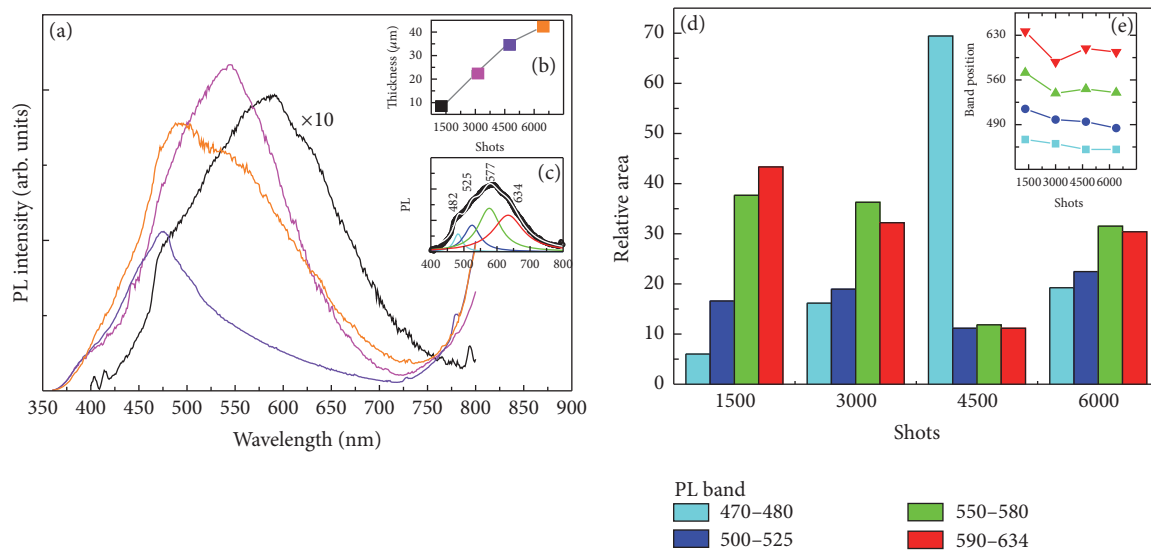 (a)
PL intensity (arb. units)
×10
350 400 450 500 550 600 650 700 750 800 850 900
Wavelength (nm)
40
30
20
10
Thickness (μm)
(b)
1500 3000 4500 6000
Shots
(c)
PL
482
525
577
634
400 500 600 700 800
(d)
70
60
50
40
30
20
10
0
Relative area
1500 3000 4500 6000
Shots
(e)
630
560
490
Band position
1500 3000 4500 6000
Shots
PL band
470–480
500–525
550–580
590–634